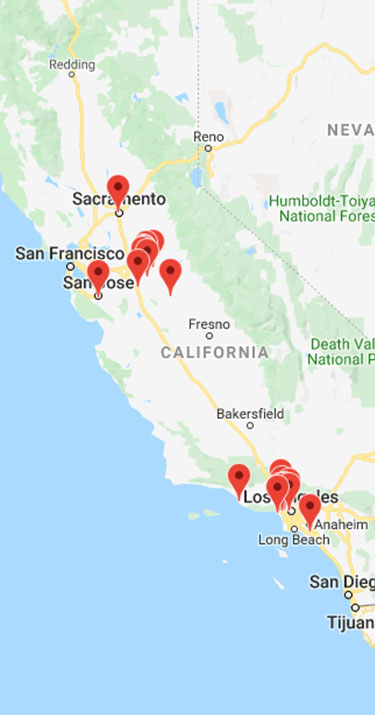 Redding
Reno
NEVA
Sacramento
Humboldt-Toiya
National Fores
San Francisco
San Jose
Fresno
Death Val
National P
CALIFORNIA
Bakersfield
Los Angeles
Anaheim
Long Beach
San Dieg
Tijuan